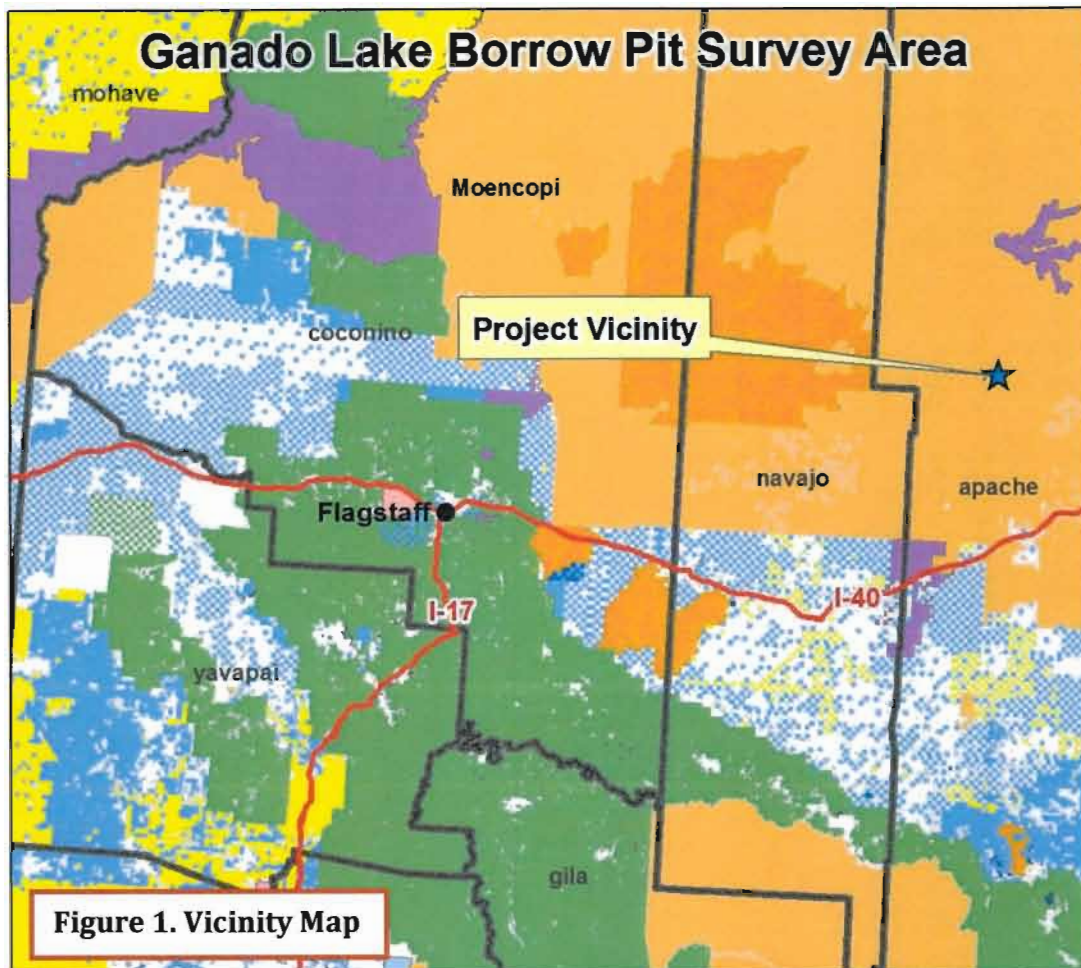 Ganado Lake Borrow Pit Survey Area
mohave
Moencopi
coconino
Project Vicinity
navajo
apache
Flagstaff
I-40
I-17
yavapai
gila
Figure 1. Vicinity Map